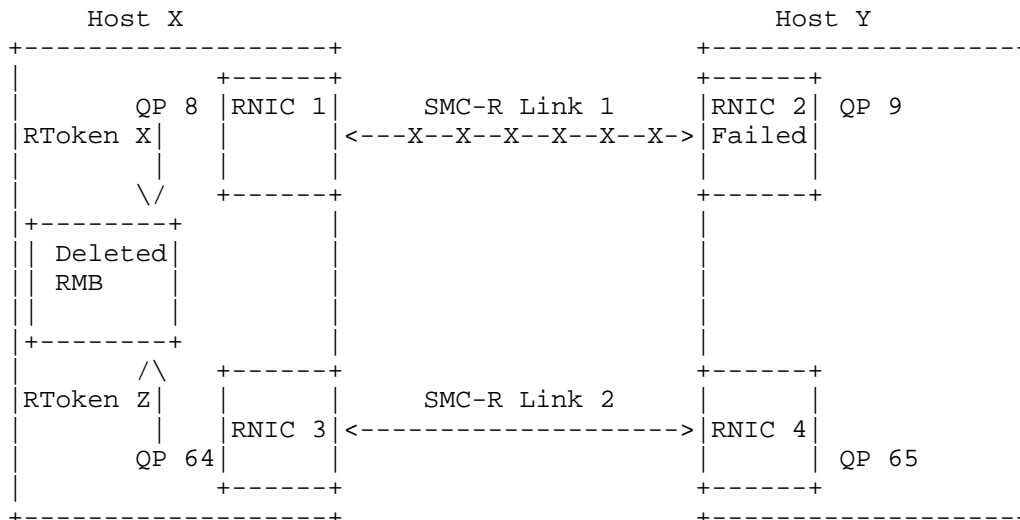 Host X Host Y
QP 8 RNIC 1 SMC-R Link 1 RNIC 2 QP 9
RToken X <---X--X--X--X--X--X-> Failed
Deleted
RMB
RToken Z SMC-R Link 2
RNIC 3 <--------------------> RNIC 4
QP 64 QP 65